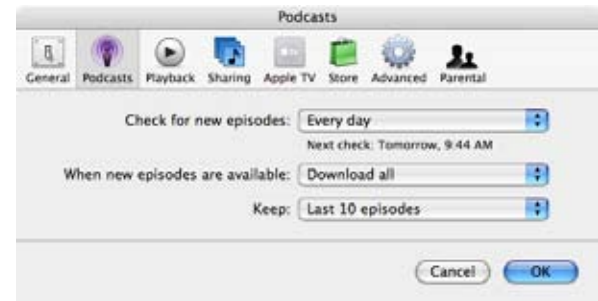 Podcasts
General Podcasts Playback Sharing Apple TV Store Advanced Parental
Check for new episodes: Every day
Next check: Tomorrow, 9:44 AM
When new episodes are available: Download all
Keep: Last 10 episodes
Cancel OK